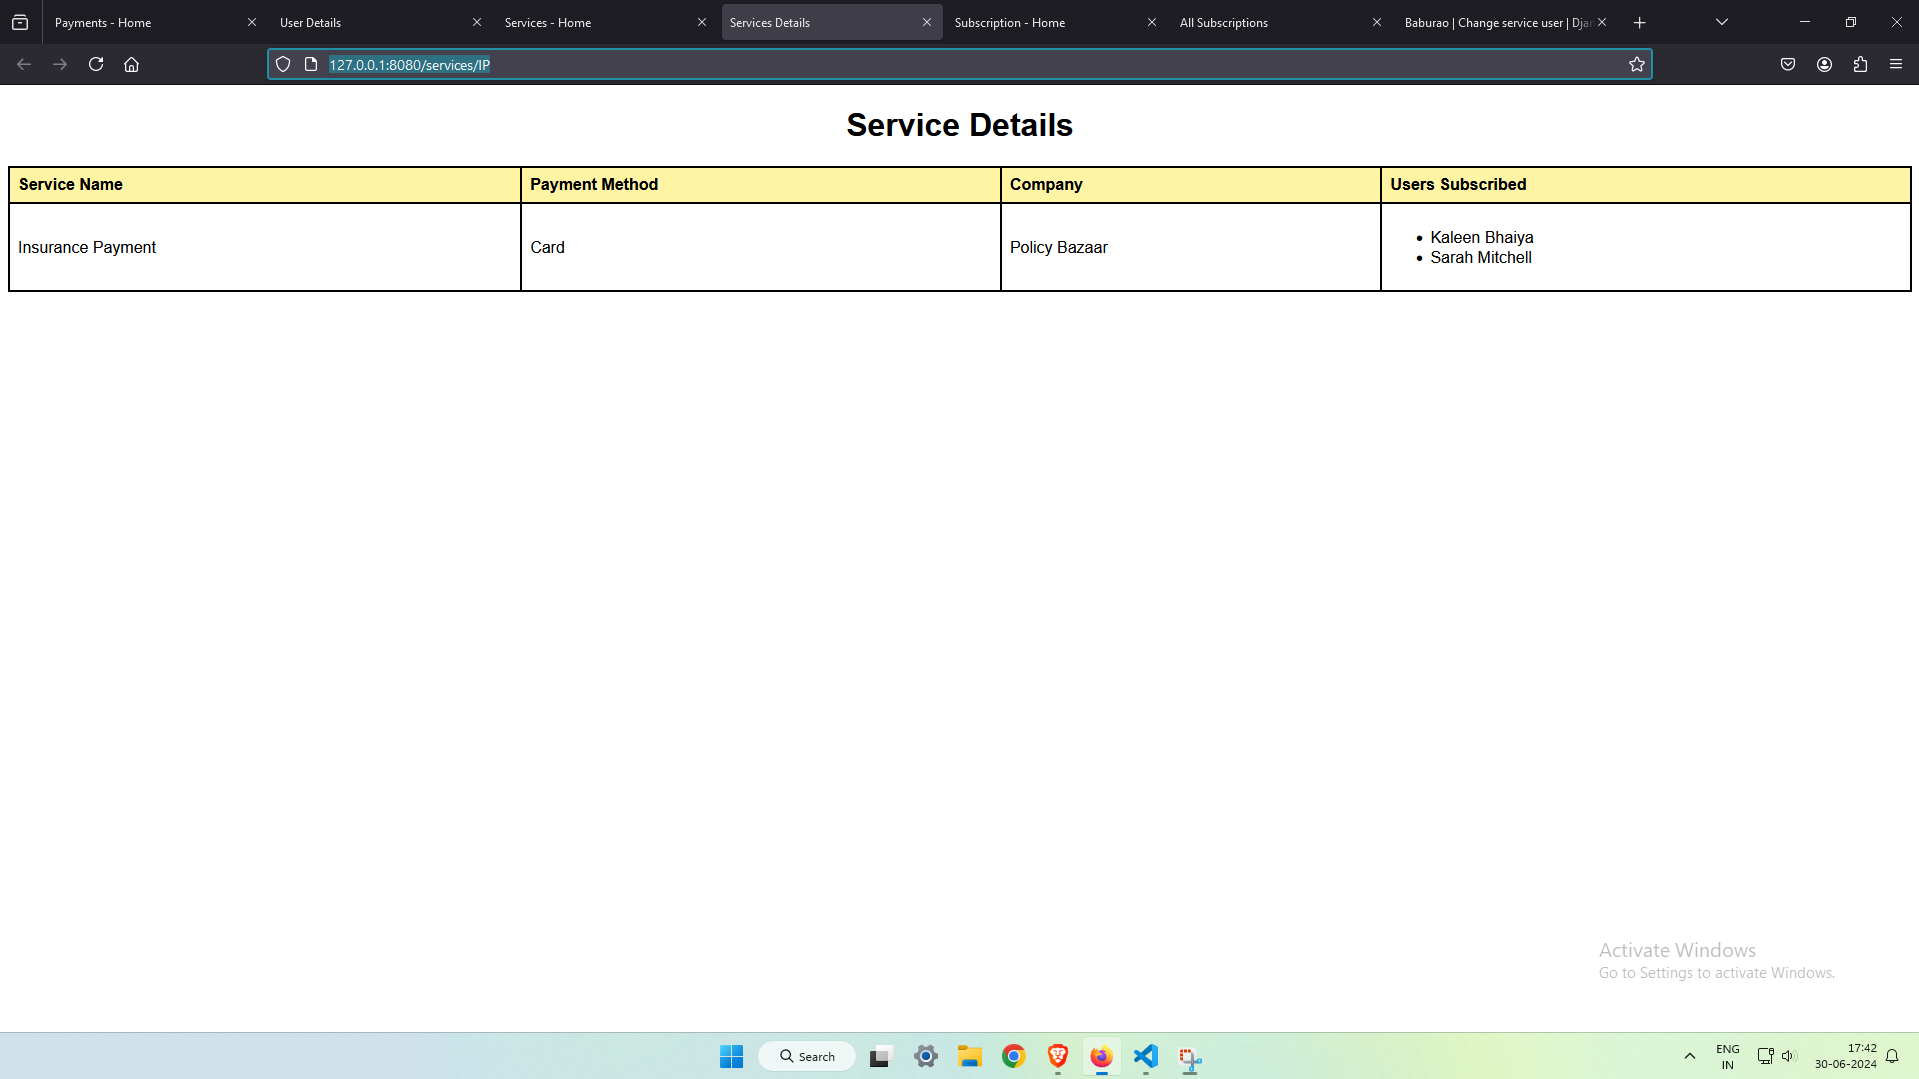 Payments - Home
User Details
Services - Home
Services Details
Subscription - Home
All Subscriptions
Baburao | Change service user | Djan
127.0.0.1:8080/services/IP
Service Details
Service Name Payment Method Company Users Subscribed
Insurance Payment Card Policy Bazaar
• Kaleen Bhaiya
• Sarah Mitchell
Activate Windows
Go to Settings to activate Windows.
Search
ENG
IN
17:42
30-06-2024